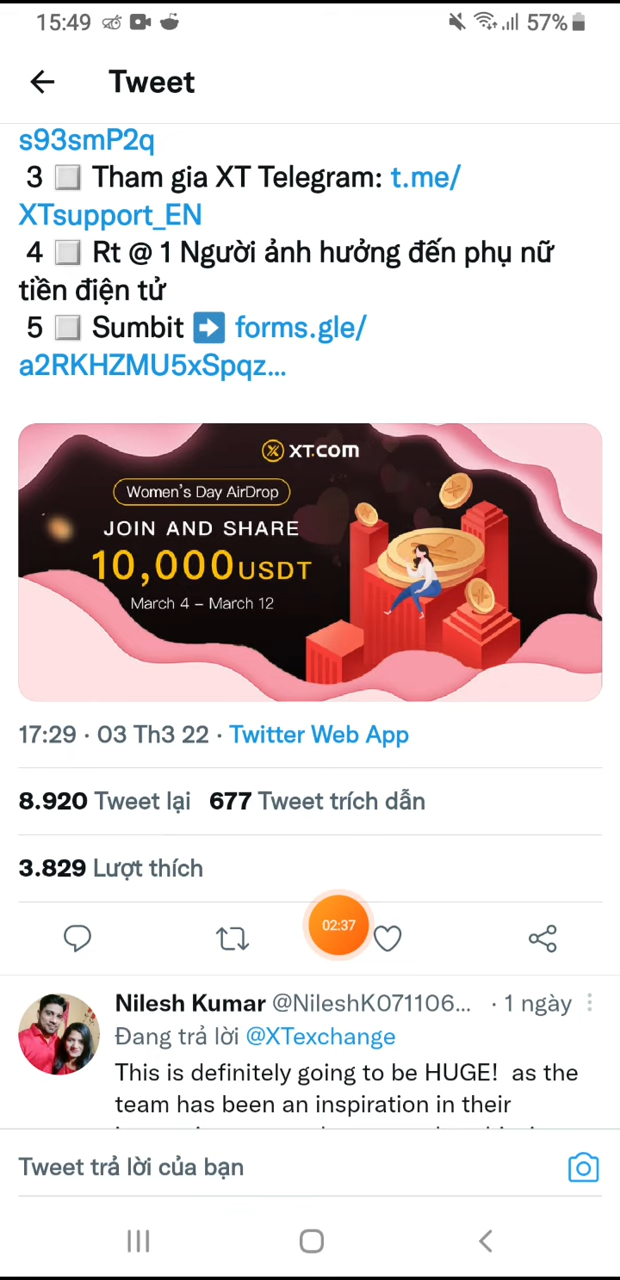 15:49 57%
Tweet
s93smP2q
3 Tham gia XT Telegram: t.me/
XTsupport_EN
4 Rt @ 1 Người ảnh hưởng đến phụ nữ
tiền điện tử
5 Sumbit ➡ forms.gle/
a2RKHZMU5xSpqz...
XT.COM
Women's Day AirDrop
JOIN AND SHARE
10,000 USDT
March 4 – March 12
17:29 · 03 Th3 22 · Twitter Web App
8.920 Tweet lại 677 Tweet trích dẫn
3.829 Lượt thích
02:37
Nilesh Kumar @NileshK071106... · 1 ngày
Đang trả lời @XTexchange
This is definitely going to be HUGE! as the
team has been an inspiration in their
Tweet trả lời của bạn